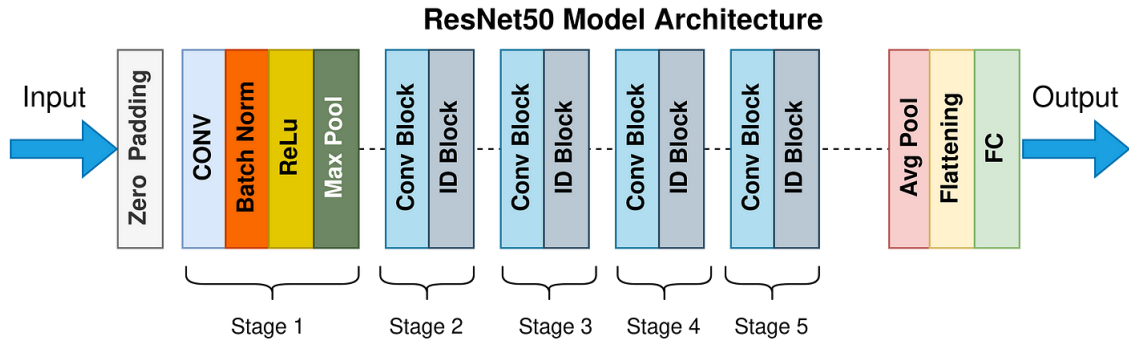 ResNet50 Model Architecture
Input
Zero Padding
CONV
Batch Norm
ReLu
Max Pool
Conv Block
ID Block
Conv Block
ID Block
Conv Block
ID Block
Conv Block
ID Block
Avg Pool
Flattening
FC
Output
Stage 1
Stage 2
Stage 3
Stage 4
Stage 5